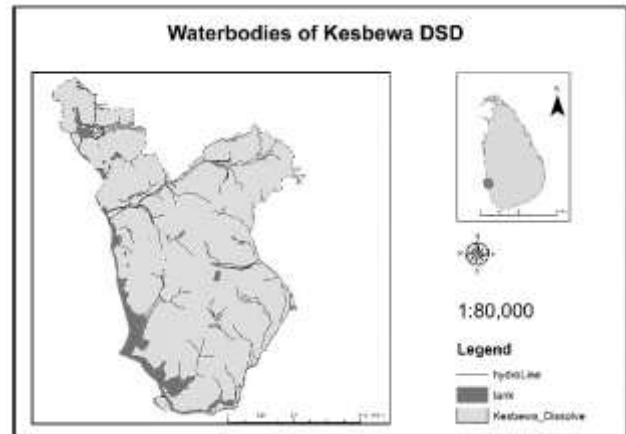 Waterbodies of Kesbewa DSD
N
1:80,000
Legend
hydroLine
tank
Kesbewa_Dissolve